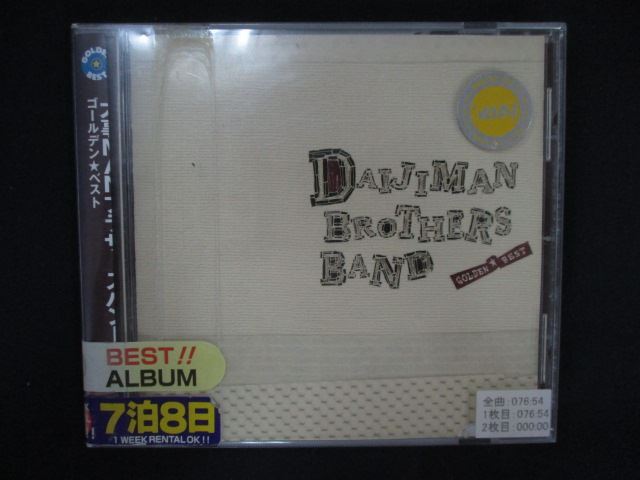 GOLDEN
BEST
ゴールデン★ベスト
DAIJIMAN
BROTHERS
BAND
GOLDEN★BEST
BEST!!
ALBUM
7泊8日
1 WEEK RENTAL OK!!
全曲:076:54
1枚目:076:54
2枚目:000:00